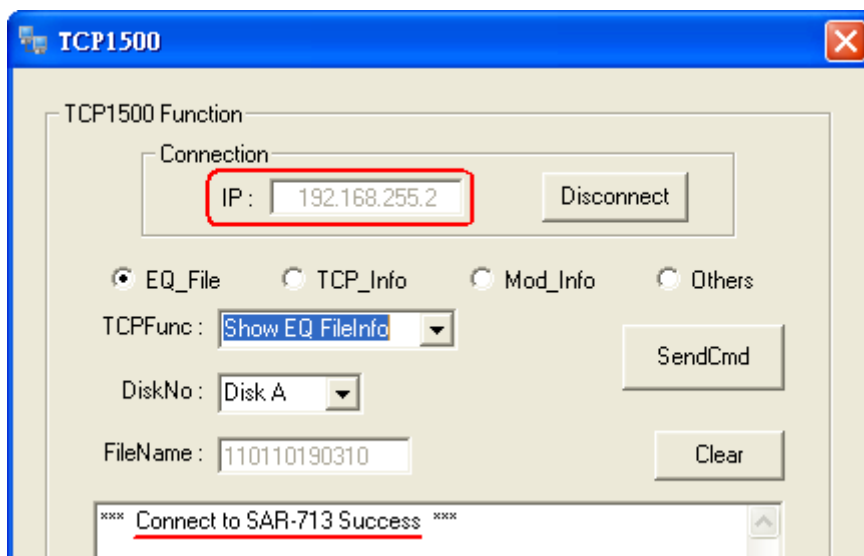 TCP1500
TCP1500 Function
Connection
IP : 192.168.255.2 Disconnect
EQ_File TCP_Info Mod_Info Others
TCPFunc : Show EQ FileInfo
SendCmd
DiskNo : Disk A
FileName : 110110190310 Clear
*** Connect to SAR-713 Success ***